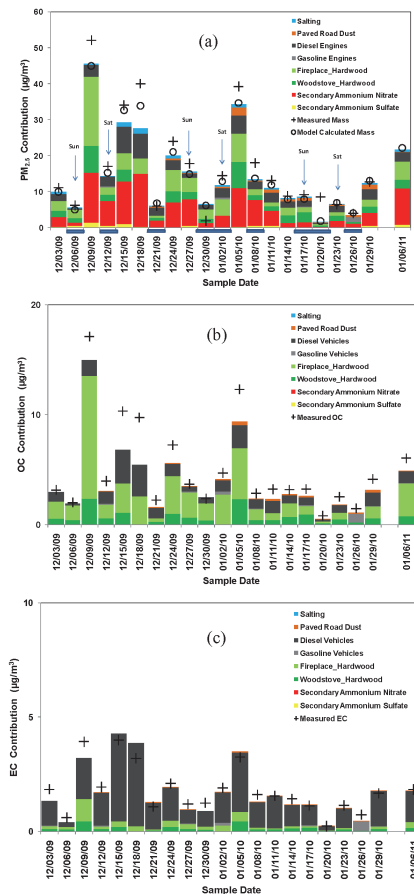 60
50
40
30
20
10
0
PM2.5 Contribution (µg/m³)
(a)
Salting
Paved Road Dust
Diesel Engines
Gasoline Engines
Fireplace_Hardwood
Woodstove_Hardwood
Secondary Ammonium Nitrate
Secondary Ammonium Sulfate
Measured Mass
Model Calculated Mass
Sun
Sat
Sun
Sat
Sun
Sat
12/03/09
12/06/09
12/09/09
12/12/09
12/15/09
12/18/09
12/21/09
12/24/09
12/27/09
12/30/09
01/02/10
01/05/10
01/08/10
01/11/10
01/14/10
01/17/10
01/20/10
01/23/10
01/26/10
01/29/10
01/06/11
Sample Date
20
10
0
OC Contribution (µg/m³)
(b)
Salting
Paved Road Dust
Diesel Vehicles
Gasoline Vehicles
Fireplace_Hardwood
Woodstove_Hardwood
Secondary Ammonium Nitrate
Secondary Ammonium Sulfate
Measured OC
12/03/09
12/06/09
12/09/09
12/12/09
12/15/09
12/18/09
12/21/09
12/24/09
12/27/09
12/30/09
01/02/10
01/05/10
01/08/10
01/11/10
01/14/10
01/17/10
01/20/10
01/23/10
01/26/10
01/29/10
01/06/11
Sample Date
10
5
0
EC Contribution (µg/m³)
(c)
Salting
Paved Road Dust
Diesel Vehicles
Gasoline Vehicles
Fireplace_Hardwood
Woodstove_Hardwood
Secondary Ammonium Nitrate
Secondary Ammonium Sulfate
Measured EC
12/03/09
12/06/09
12/09/09
12/12/09
12/15/09
12/18/09
12/21/09
12/24/09
12/27/09
12/30/09
01/02/10
01/05/10
01/08/10
01/11/10
01/14/10
01/17/10
01/20/10
01/23/10
01/26/10
01/29/10
Sample Date